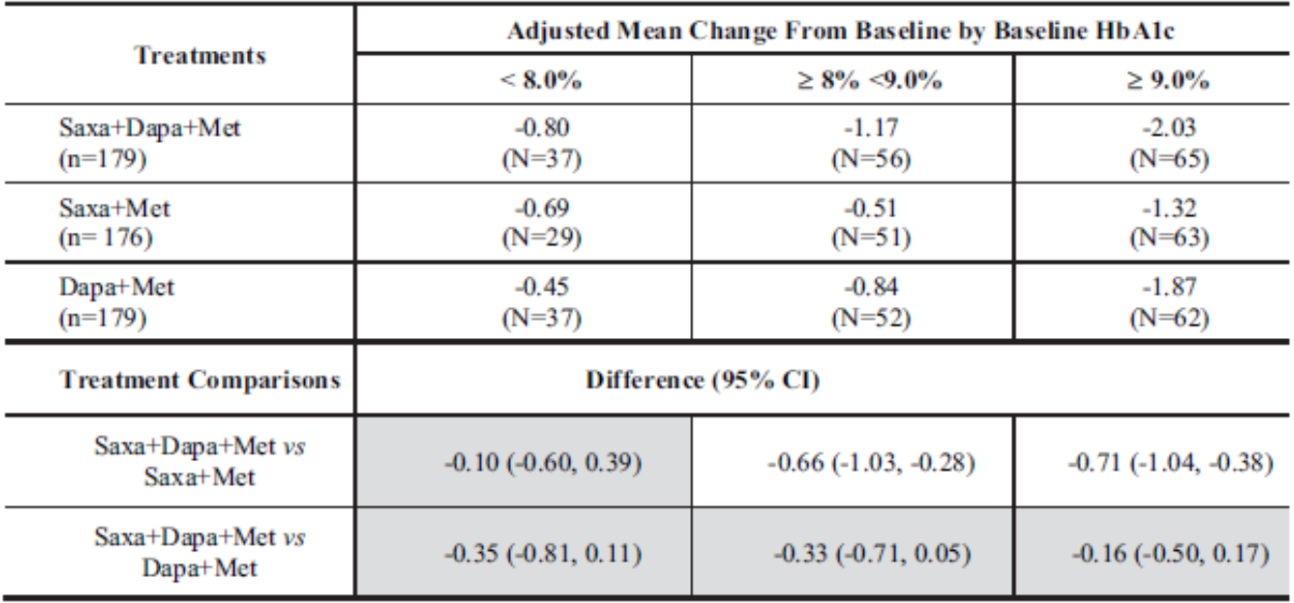 Treatments
Adjusted Mean Change From Baseline by Baseline HbA1c
< 8.0%
≥ 8% <9.0%
≥ 9.0%
Saxa+Dapa+Met
(n=179)
-0.80
(N=37)
-1.17
(N=56)
-2.03
(N=65)
Saxa+Met
(n= 176)
-0.69
(N=29)
-0.51
(N=51)
-1.32
(N=63)
Dapa+Met
(n=179)
-0.45
(N=37)
-0.84
(N=52)
-1.87
(N=62)
Treatment Comparisons
Difference (95% CI)
Saxa+Dapa+Met vs
Saxa+Met
-0.10 (-0.60, 0.39)
-0.66 (-1.03, -0.28)
-0.71 (-1.04, -0.38)
Saxa+Dapa+Met vs
Dapa+Met
-0.35 (-0.81, 0.11)
-0.33 (-0.71, 0.05)
-0.16 (-0.50, 0.17)